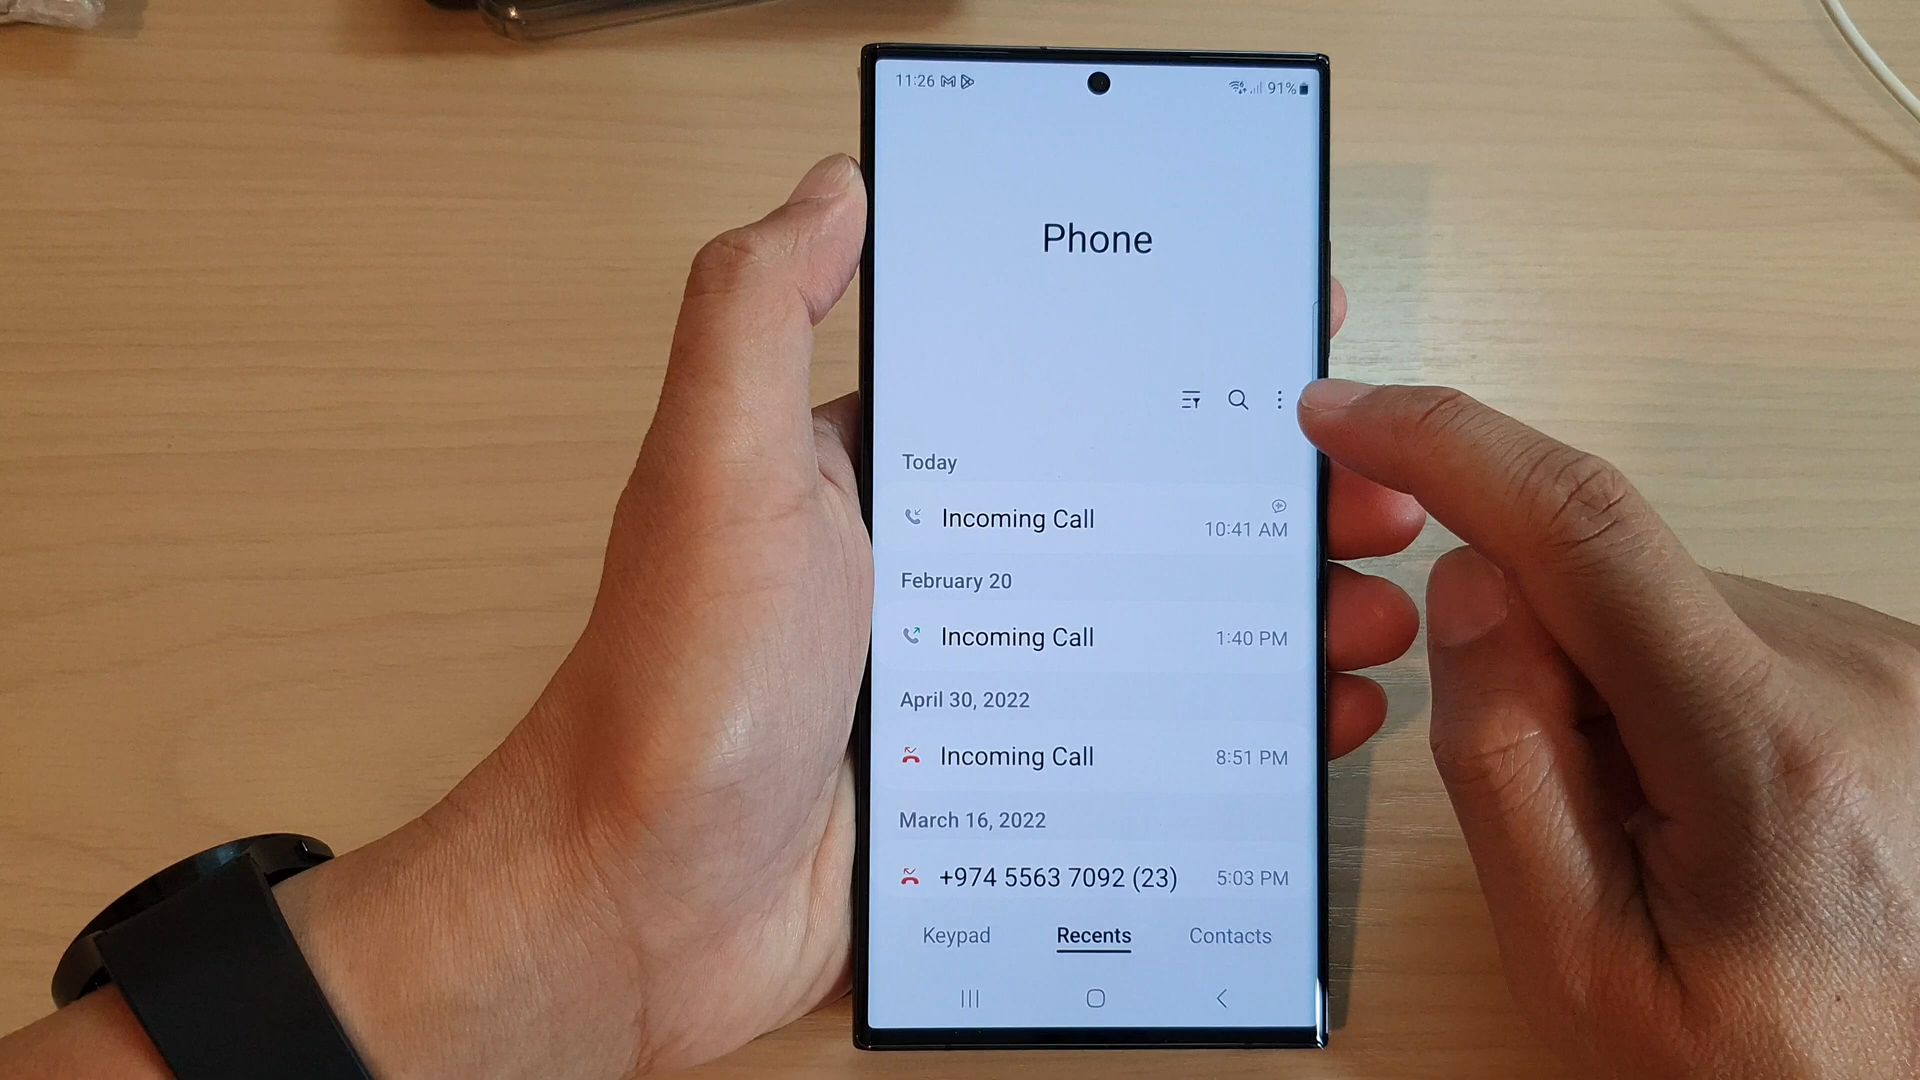 11:26 91%
Phone
Today
Incoming Call
10:41 AM
February 20
Incoming Call 1:40 PM
April 30, 2022
Incoming Call 8:51 PM
March 16, 2022
+974 5563 7092 (23) 5:03 PM
Keypad Recents Contacts